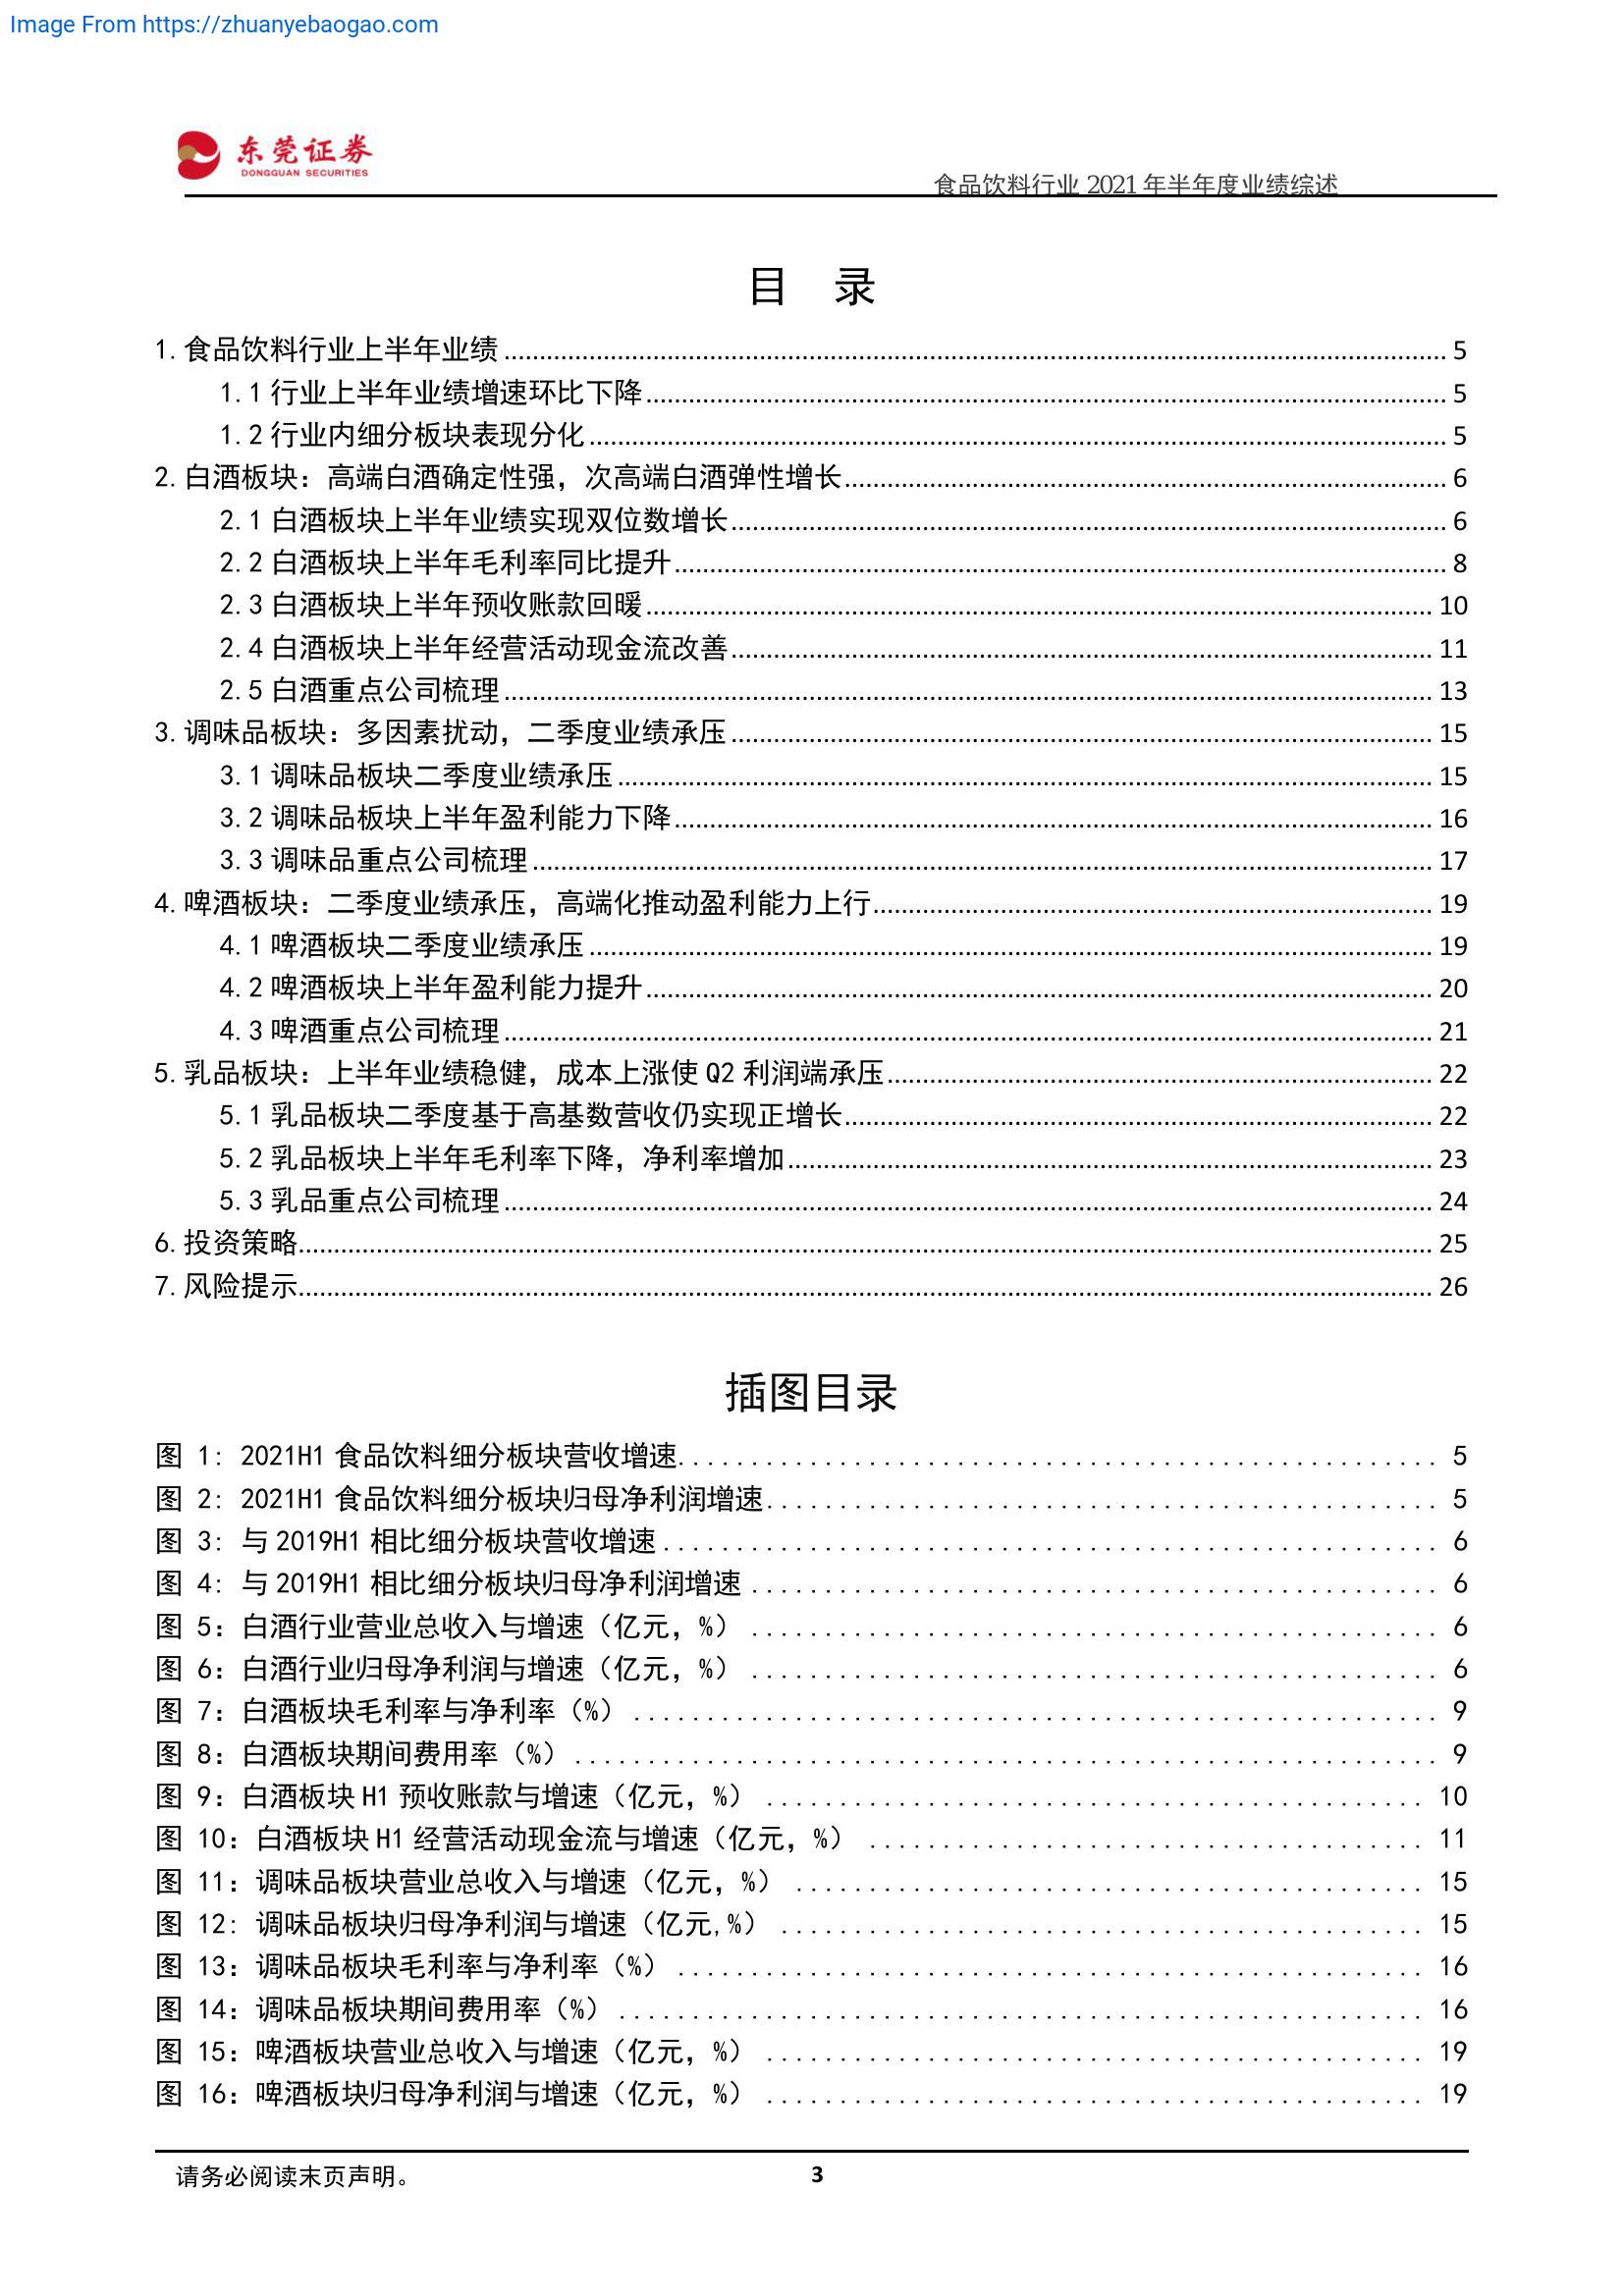 Image From https://zhuanyebaogao.com
东莞证券
DONGGUAN SECURITIES
食品饮料行业 2021 年半年度业绩综述
目 录
1.食品饮料行业上半年业绩 5
1.1 行业上半年业绩增速环比下降 5
1.2 行业内细分板块表现分化 5
2.白酒板块：高端白酒确定性强，次高端白酒弹性增长 6
2.1 白酒板块上半年业绩实现双位数增长 6
2.2 白酒板块上半年毛利率同比提升 8
2.3 白酒板块上半年预收账款回暖 10
2.4 白酒板块上半年经营活动现金流改善 11
2.5 白酒重点公司梳理 13
3.调味品板块：多因素扰动，二季度业绩承压 15
3.1 调味品板块二季度业绩承压 15
3.2 调味品板块上半年盈利能力下降 16
3.3 调味品重点公司梳理 17
4.啤酒板块：二季度业绩承压，高端化推动盈利能力上行 19
4.1 啤酒板块二季度业绩承压 19
4.2 啤酒板块上半年盈利能力提升 20
4.3 啤酒重点公司梳理 21
5.乳品板块：上半年业绩稳健，成本上涨使 Q2 利润端承压 22
5.1 乳品板块二季度基于高基数营收仍实现正增长 22
5.2 乳品板块上半年毛利率下降，净利率增加 23
5.3 乳品重点公司梳理 24
6.投资策略 25
7.风险提示 26
插图目录
图 1: 2021H1 食品饮料细分板块营收增速 5
图 2: 2021H1 食品饮料细分板块归母净利润增速 5
图 3: 与 2019H1 相比细分板块营收增速 6
图 4: 与 2019H1 相比细分板块归母净利润增速 6
图 5：白酒行业营业总收入与增速（亿元，%） 6
图 6：白酒行业归母净利润与增速（亿元，%） 6
图 7：白酒板块毛利率与净利率（%） 9
图 8：白酒板块期间费用率（%） 9
图 9：白酒板块 H1 预收账款与增速（亿元，%） 10
图 10：白酒板块 H1 经营活动现金流与增速（亿元，%） 11
图 11：调味品板块营业总收入与增速（亿元，%） 15
图 12: 调味品板块归母净利润与增速（亿元,%） 15
图 13：调味品板块毛利率与净利率（%） 16
图 14：调味品板块期间费用率（%） 16
图 15：啤酒板块营业总收入与增速（亿元，%） 19
图 16：啤酒板块归母净利润与增速（亿元，%） 19
请务必阅读末页声明。
3